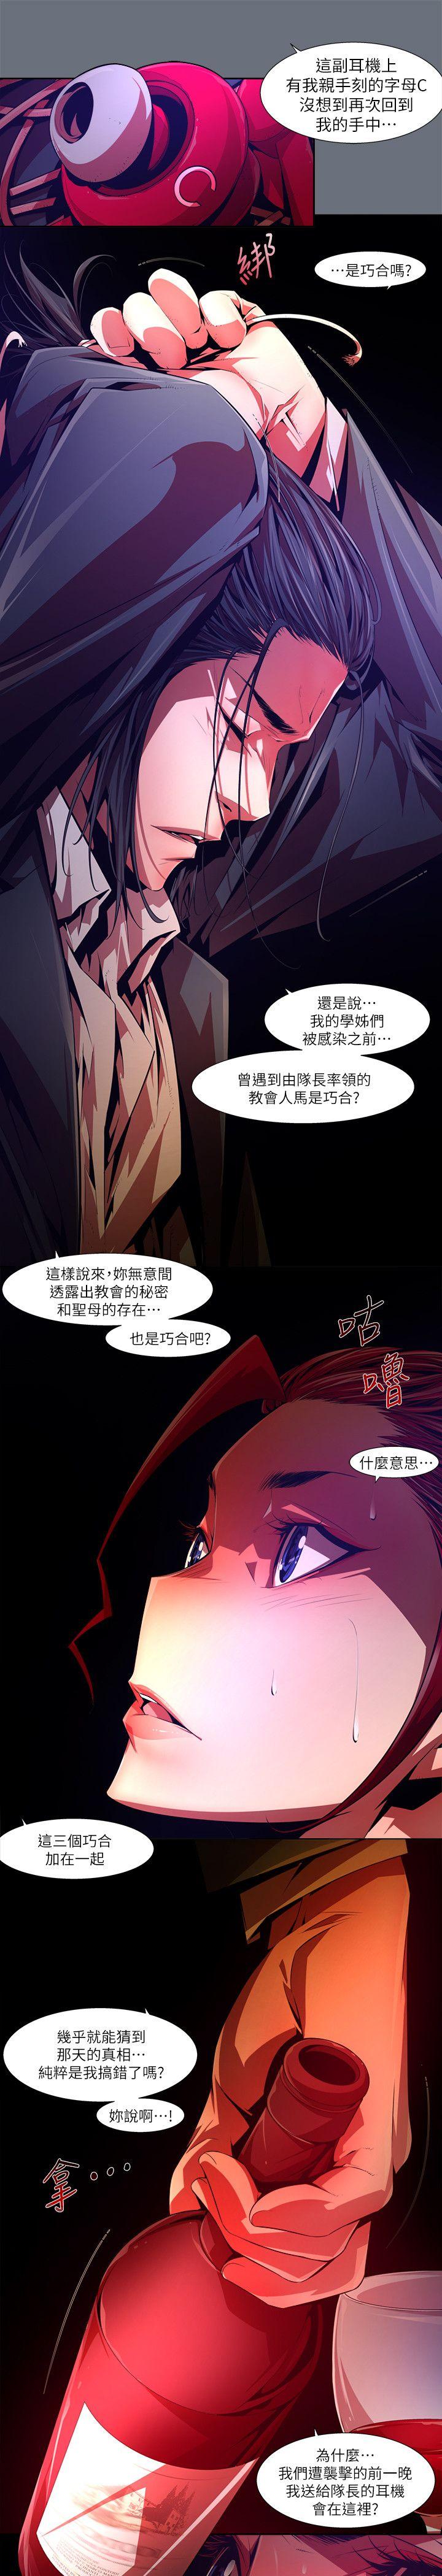 這副耳機上
有我親手刻的字母C
沒想到再次回到
我的手中…
綁
…是巧合嗎?
還是說…
我的學姊們
被感染之前…
曾遇到由隊長率領的
教會人馬是巧合?
這樣說來，妳無意間
透露出教會的秘密
和聖母的存在…
也是巧合吧?
咕
嚕
什麼意思…
這三個巧合
加在一起
幾乎就能猜到
那天的真相…
純粹是我搞錯了嗎?
妳說啊…!
拿…
為什麼…
我們遭襲擊的前一晚
我送給隊長的耳機
會在這裡?